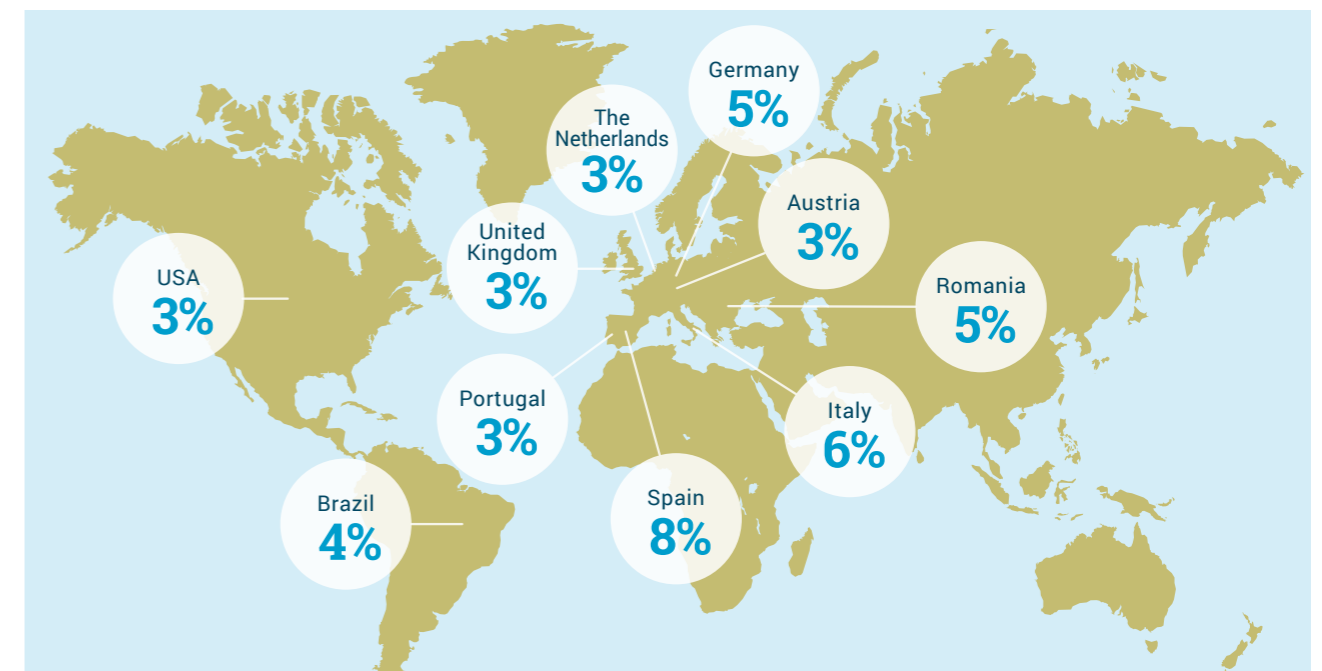 Germany
5%
The
Netherlands
3%
Austria
3%
United
Kingdom
3%
USA
3%
Romania
5%
Portugal
3%
Italy
6%
Brazil
4%
Spain
8%